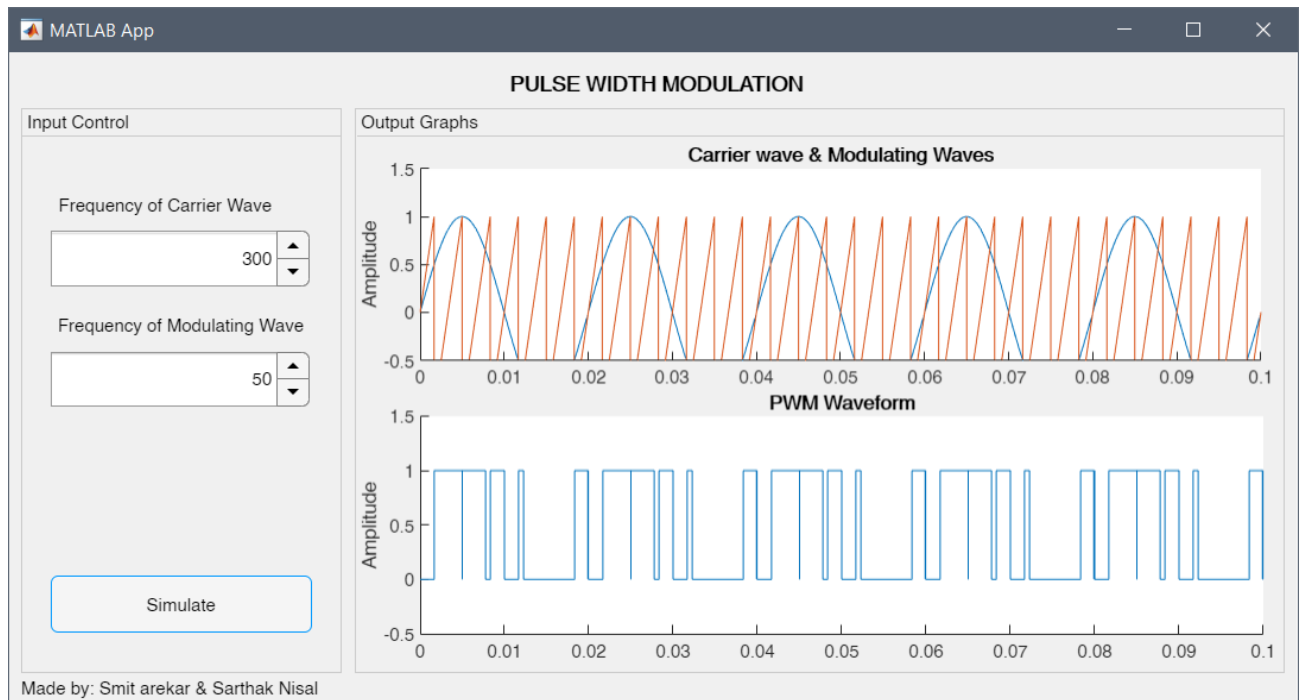 MATLAB App
PULSE WIDTH MODULATION
Input Control
Frequency of Carrier Wave
300
Frequency of Modulating Wave
50
Simulate
Output Graphs
Carrier wave & Modulating Waves
Amplitude
1.5
1
0.5
0
-0.5
0 0.01 0.02 0.03 0.04 0.05 0.06 0.07 0.08 0.09 0.1
PWM Waveform
Amplitude
1.5
1
0.5
0
-0.5
0 0.01 0.02 0.03 0.04 0.05 0.06 0.07 0.08 0.09 0.1
Made by: Smit arekar & Sarthak Nisal